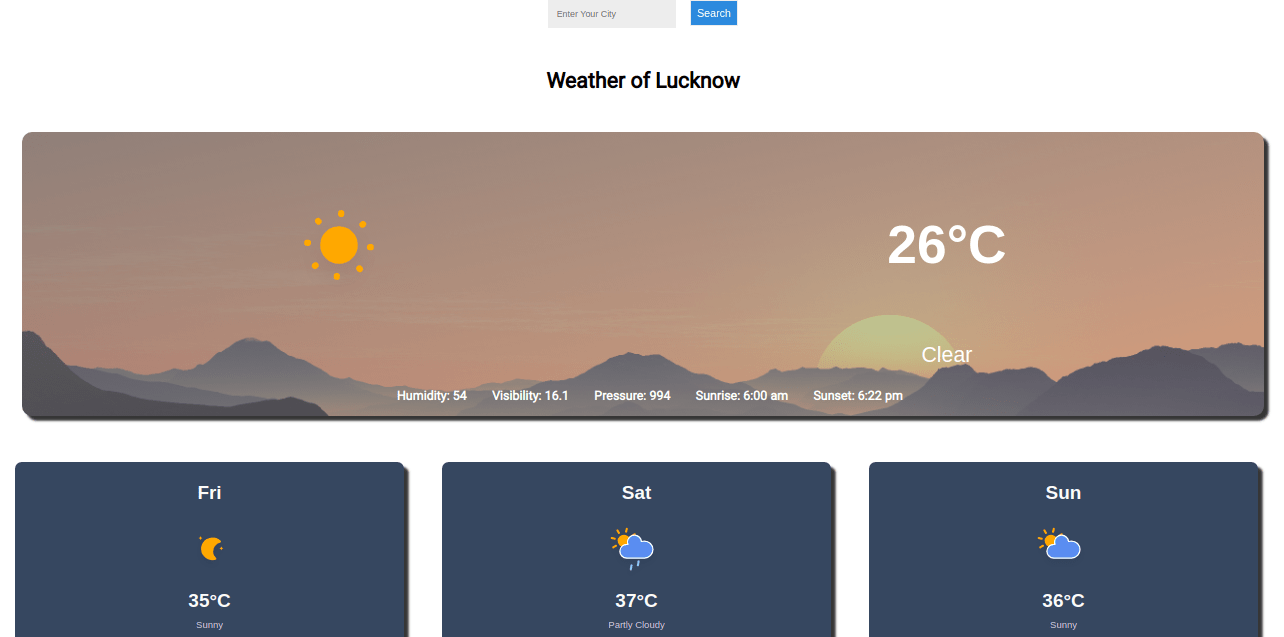 Enter Your City Search
Weather of Lucknow
26°C
Clear
Humidity: 54 Visibility: 16.1 Pressure: 994 Sunrise: 6:00 am Sunset: 6:22 pm
Fri Sat Sun
35°C 37°C 36°C
Sunny Partly Cloudy Sunny